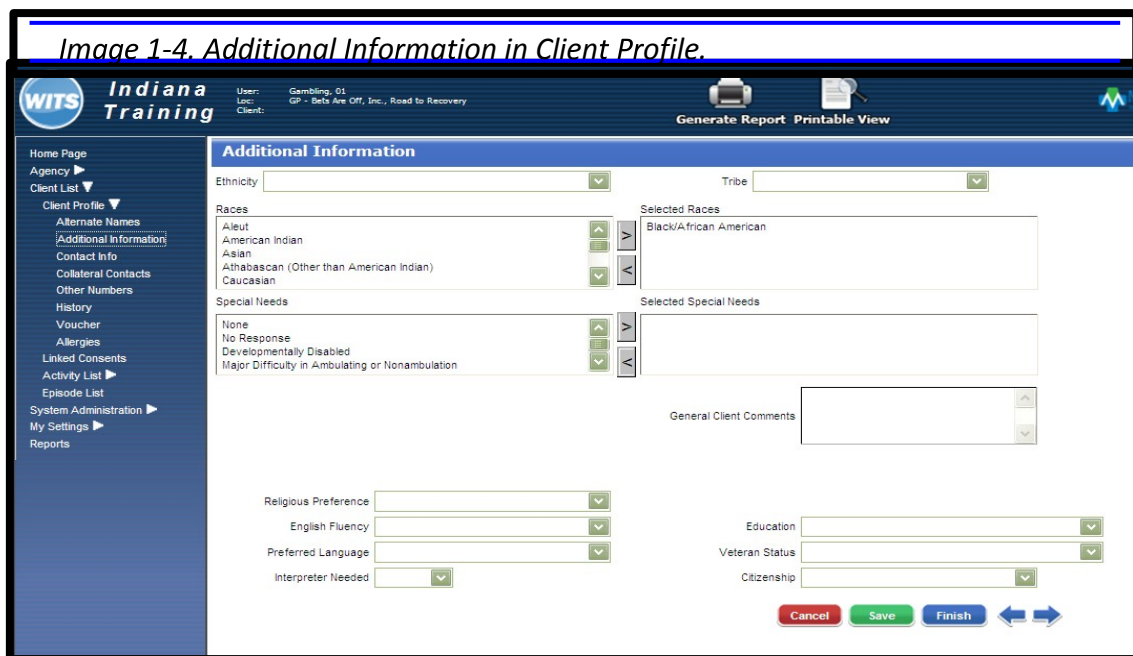 Image 1-4. Additional Information in Client Profile.
WITS
Indiana
Training
User: Gambling, 01
Loc: GP - Bets Are Off, Inc., Road to Recovery
Client:
Generate Report Printable View
Home Page
Agency
Client List
Client Profile
Alternate Names
Additional Information
Contact Info
Collateral Contacts
Other Numbers
History
Voucher
Allergies
Linked Consents
Activity List
Episode List
System Administration
My Settings
Reports
Additional Information
Ethnicity
Tribe
Races
Selected Races
Aleut
American Indian
Asian
Athabascan (Other than American Indian)
Caucasian
>
<
Black/African American
Special Needs
Selected Special Needs
None
No Response
Developmentally Disabled
Major Difficulty in Ambulating or Nonambulation
>
<
General Client Comments
Religious Preference
English Fluency
Education
Preferred Language
Veteran Status
Interpreter Needed
Citizenship
Cancel Save Finish